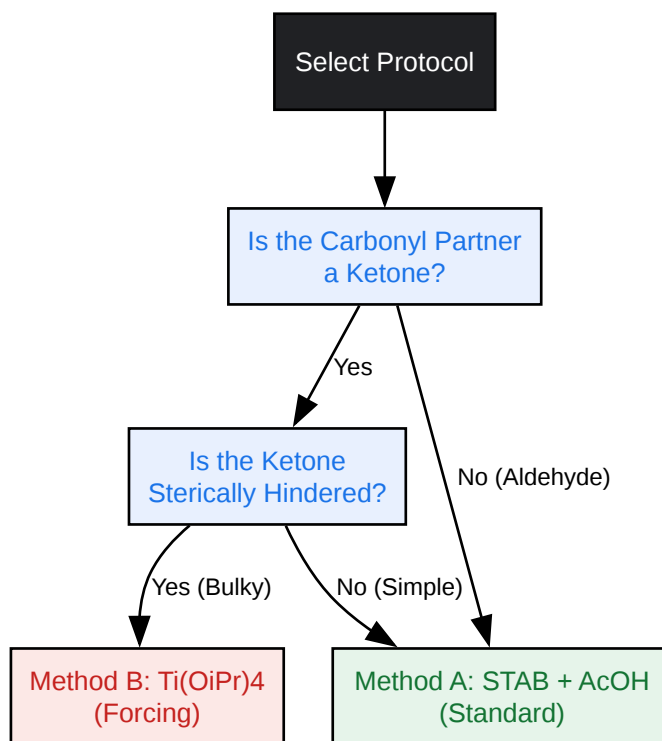 Select Protocol
Is the Carbonyl Partner
a Ketone?
Yes
Is the Ketone
Sterically Hindered?
No (Aldehyde)
Yes (Bulky)
No (Simple)
Method B: Ti(OiPr)4
(Forcing)
Method A: STAB + AcOH
(Standard)